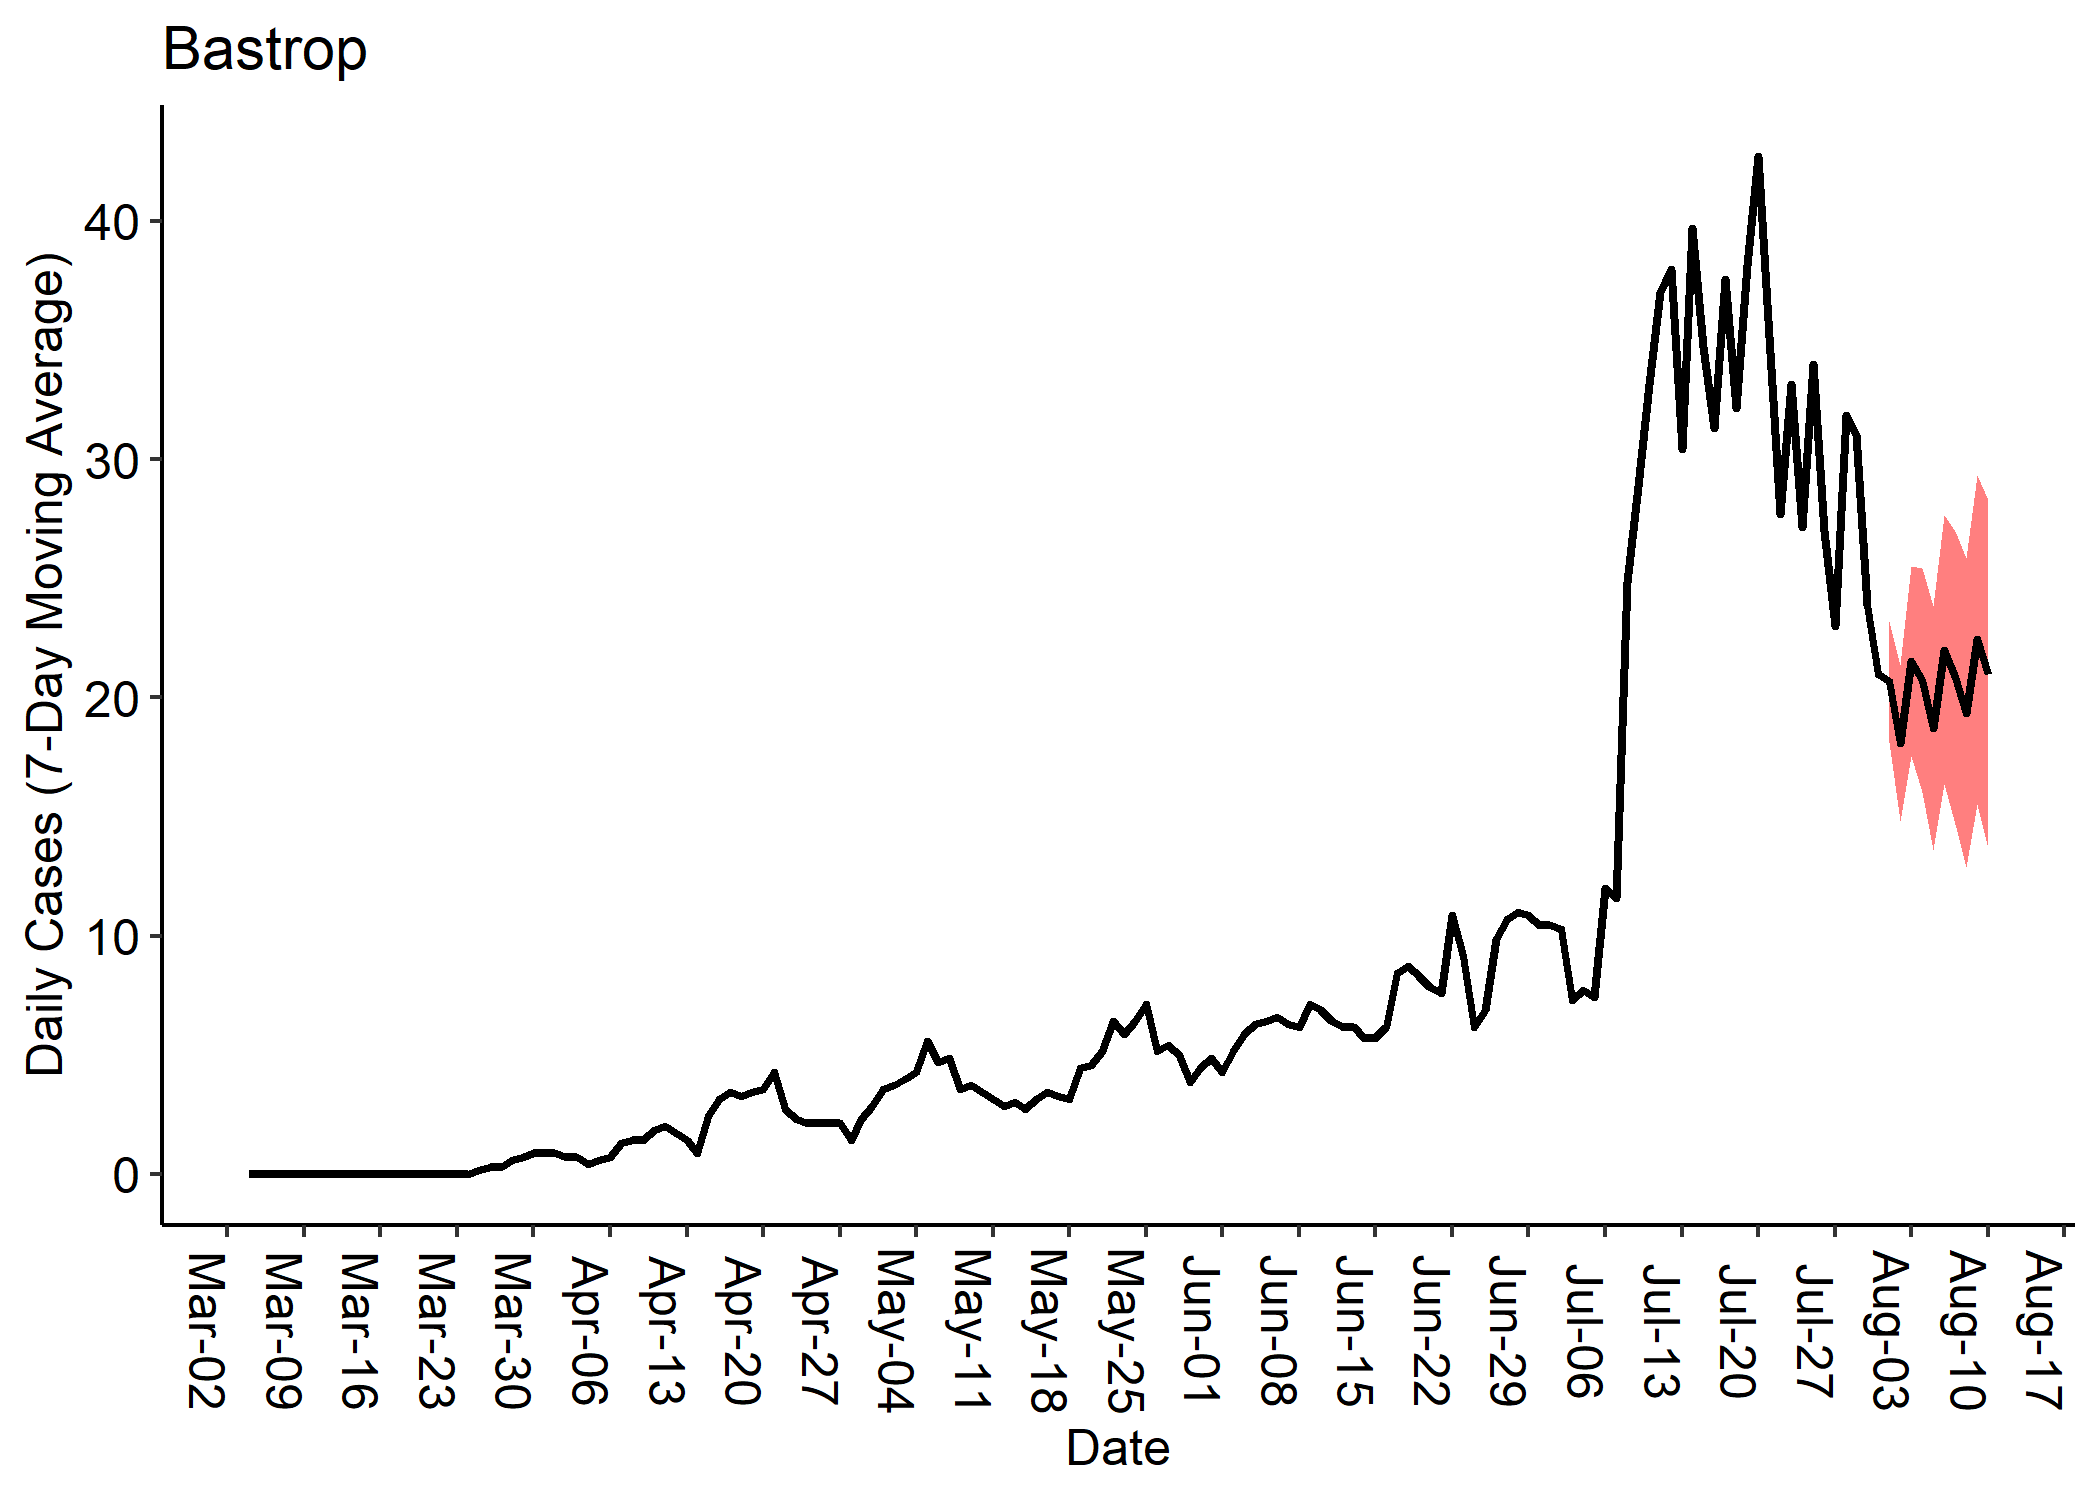 Bastrop
Daily Cases (7-Day Moving Average)
40
30
20
10
0
Mar-02
Mar-09
Mar-16
Mar-23
Mar-30
Apr-06
Apr-13
Apr-20
Apr-27
May-04
May-11
May-18
May-25
Jun-01
Jun-08
Jun-15
Jun-22
Jun-29
Jul-06
Jul-13
Jul-20
Jul-27
Aug-03
Aug-10
Aug-17
Date